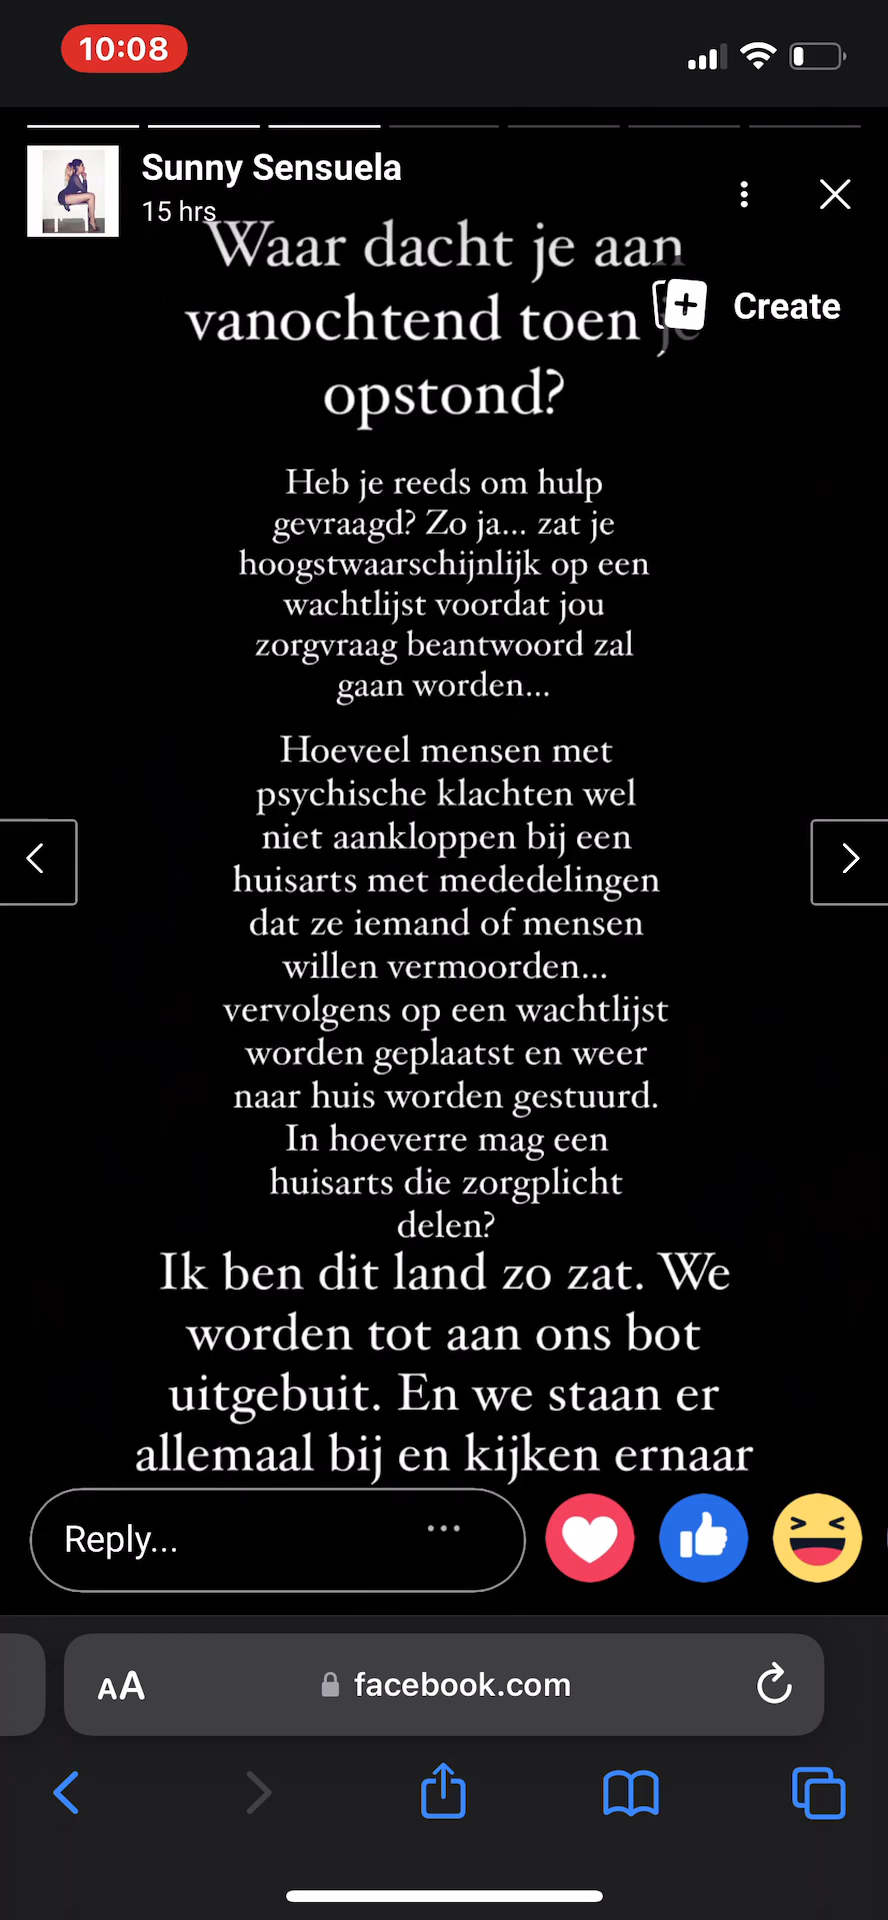 10:08
Sunny Sensuela
15 hrs
Waar dacht je aan
vanochtend toen je
opstond?
Create
Heb je reeds om hulp
gevraagd? Zo ja... zat je
hoogstwaarschijnlijk op een
wachtlijst voordat jou
zorgvraag beantwoord zal
gaan worden...
Hoeveel mensen met
psychische klachten wel
niet aankloppen bij een
huisarts met mededelingen
dat ze iemand of mensen
willen vermoorden...
vervolgens op een wachtlijst
worden geplaatst en weer
naar huis worden gestuurd.
In hoeverre mag een
huisarts die zorgplicht
delen?
Ik ben dit land zo zat. We
worden tot aan ons bot
uitgebuit. En we staan er
allemaal bij en kijken ernaar
Reply...
AA
facebook.com